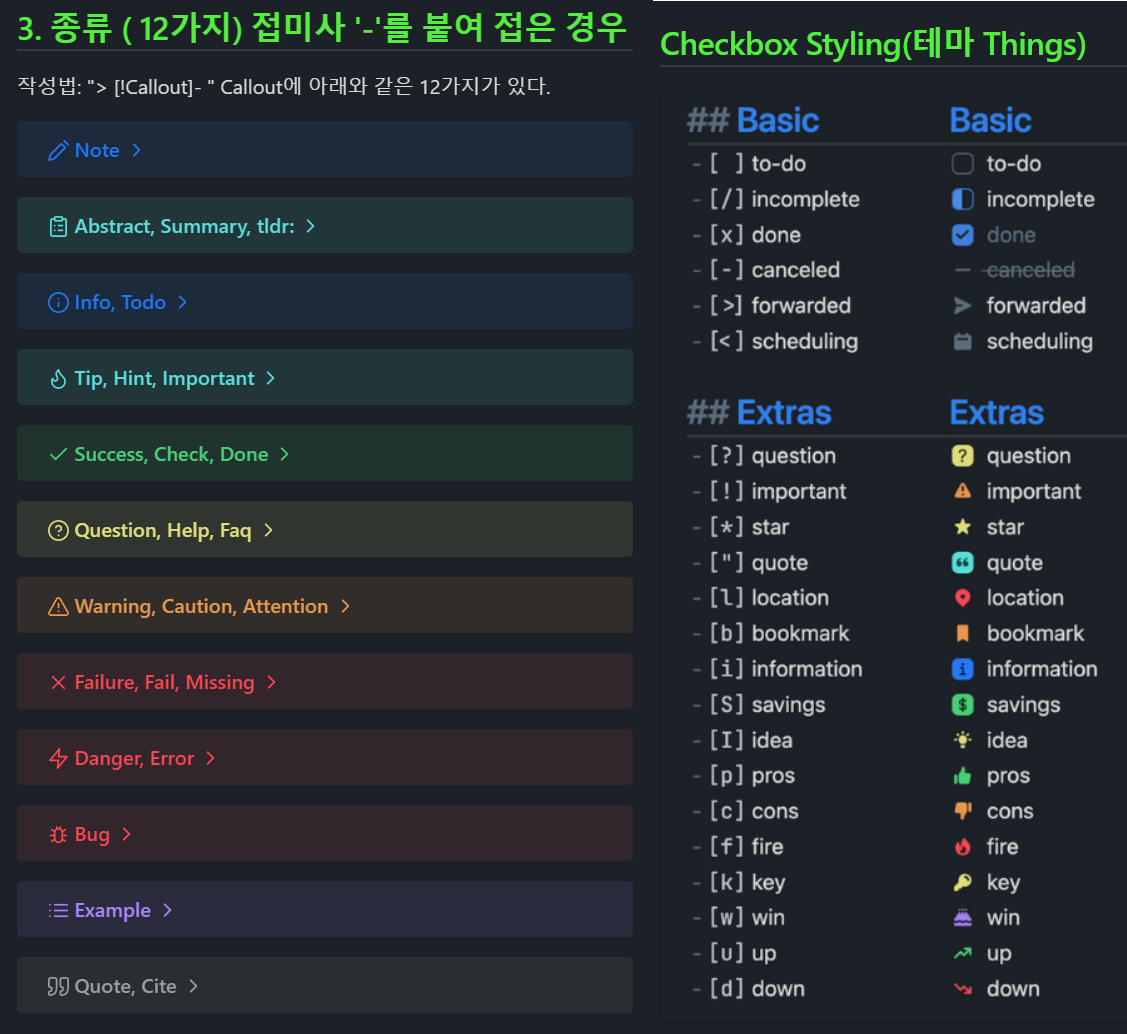 3. 종류 ( 12가지) 접미사 '-'를 붙여 접은 경우
작성법: "> [!Callout]- " Callout에 아래와 같은 12가지가 있다.
Note
Abstract, Summary, tldr:
Info, Todo
Tip, Hint, Important
Success, Check, Done
Question, Help, Faq
Warning, Caution, Attention
Failure, Fail, Missing
Danger, Error
Bug
Example
Quote, Cite
Checkbox Styling(테마 Things)
## Basic
- [ ] to-do
- [/] incomplete
- [x] done
- [-] canceled
- [>] forwarded
- [<] scheduling
## Extras
- [?] question
- [!] important
- [*] star
- ["] quote
- [l] location
- [b] bookmark
- [i] information
- [S] savings
- [I] idea
- [p] pros
- [c] cons
- [f] fire
- [k] key
- [w] win
- [u] up
- [d] down
Basic
to-do
incomplete
done
canceled
forwarded
scheduling
Extras
question
important
star
quote
location
bookmark
information
savings
idea
pros
cons
fire
key
win
up
down